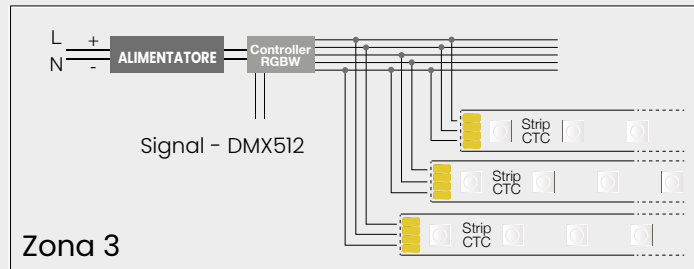 L
+
N
-
ALIMENTATORE
Controller
RGBW
Signal - DMX512
Strip
CTC
Strip
CTC
Strip
CTC
Zona 3